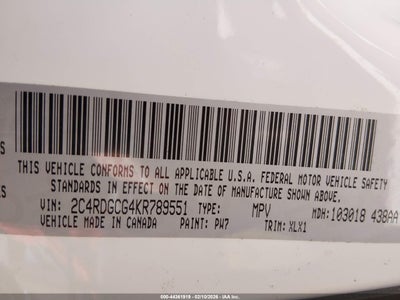 THIS VEHICLE CONFORMS TO ALL APPLICABLE U.S.A. FEDERAL MOTOR VEHICLE SAFETY
STANDARDS IN EFFECT ON THE DATE OF MANUFACTURE SHOWN ABOVE.
VIN: 2C4RDGCG4KR789551 TYPE: MPV MDH: 103018 438AA
VEHICLE MADE IN CANADA PAINT: PW7 TRIM: XLX1
600-44361919 - 02/10/2026 - IAA Inc.